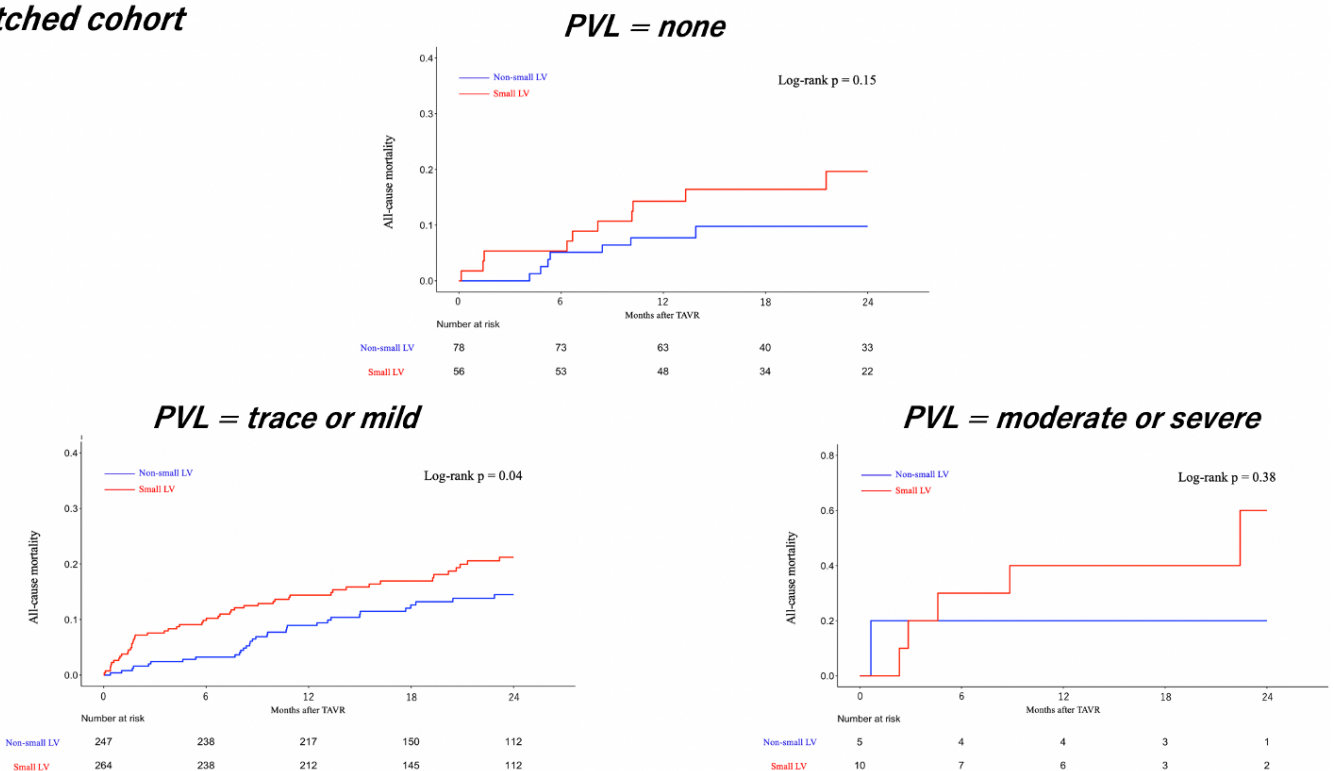 tched cohort
PVL = none
0.4
0.3
0.2
0.1
0.0
All-cause mortality
Non-small LV
Small LV
Log-rank p = 0.15
0 6 12 18 24
Months after TAVR
Number at risk
Non-small LV 78 73 63 40 33
Small LV 56 53 48 34 22
PVL = trace or mild
0.4
0.3
0.2
0.1
0.0
All-cause mortality
Non-small LV
Small LV
Log-rank p = 0.04
0 6 12 18 24
Months after TAVR
Number at risk
Non-small LV 247 238 217 150 112
Small LV 264 238 212 145 112
PVL = moderate or severe
0.8
0.6
0.4
0.2
0.0
All-cause mortality
Non-small LV
Small LV
Log-rank p = 0.38
0 6 12 18 24
Months after TAVR
Number at risk
Non-small LV 5 4 4 3 1
Small LV 10 7 6 3 2